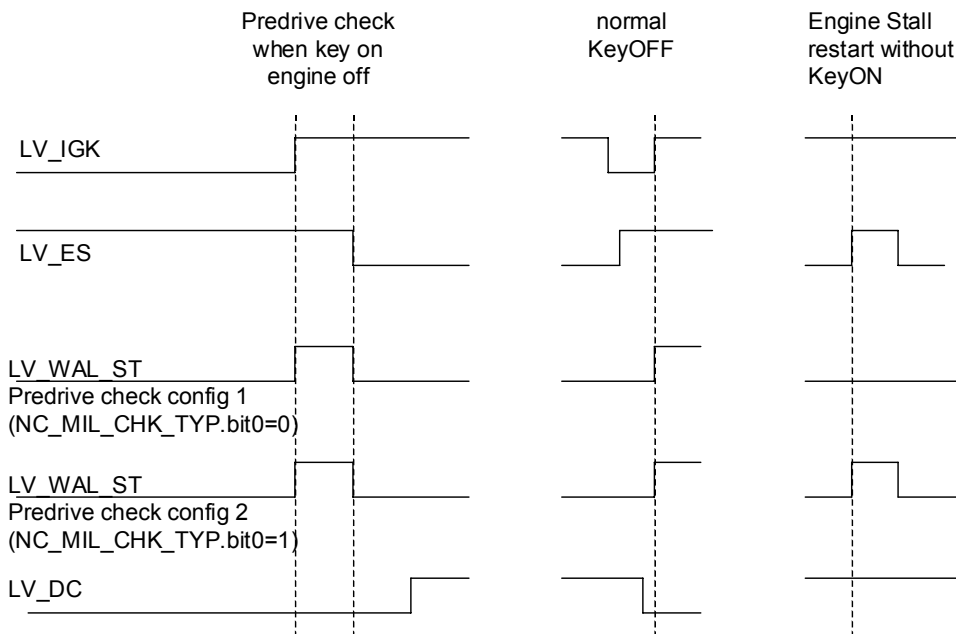 Predrive check
when key on
engine off
normal
KeyOFF
Engine Stall
restart without
KeyON
LV_IGK
LV_ES
LV_WAL_ST
Predrive check config 1
(NC_MIL_CHK_TYP.bit0=0)
LV_WAL_ST
Predrive check config 2
(NC_MIL_CHK_TYP.bit0=1)
LV_DC